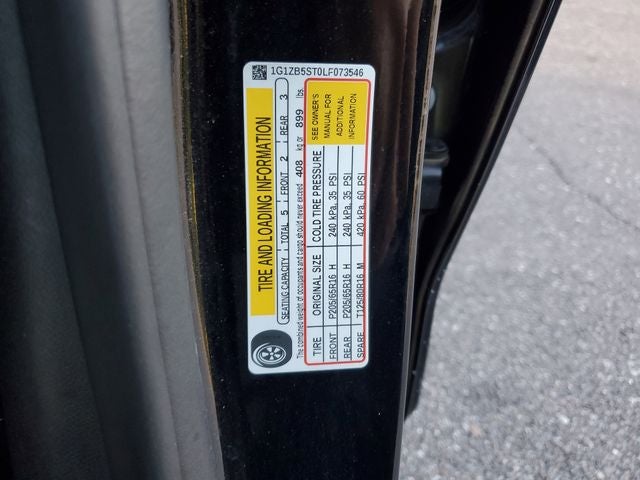 1G1ZB5ST0LF073546
TIRE AND LOADING INFORMATION
SEATING CAPACITY TOTAL 5 FRONT 2 REAR 3
The combined weight of occupants and cargo should never exceed 408 kg or 899 lbs.
TIRE ORIGINAL SIZE COLD TIRE PRESSURE
FRONT P205/65R16 H 240 kPa, 35 PSI
REAR P205/65R16 H 240 kPa, 35 PSI
SPARE T125/80R16 M 420 kPa, 60 PSI
SEE OWNER'S
MANUAL FOR
ADDITIONAL
INFORMATION